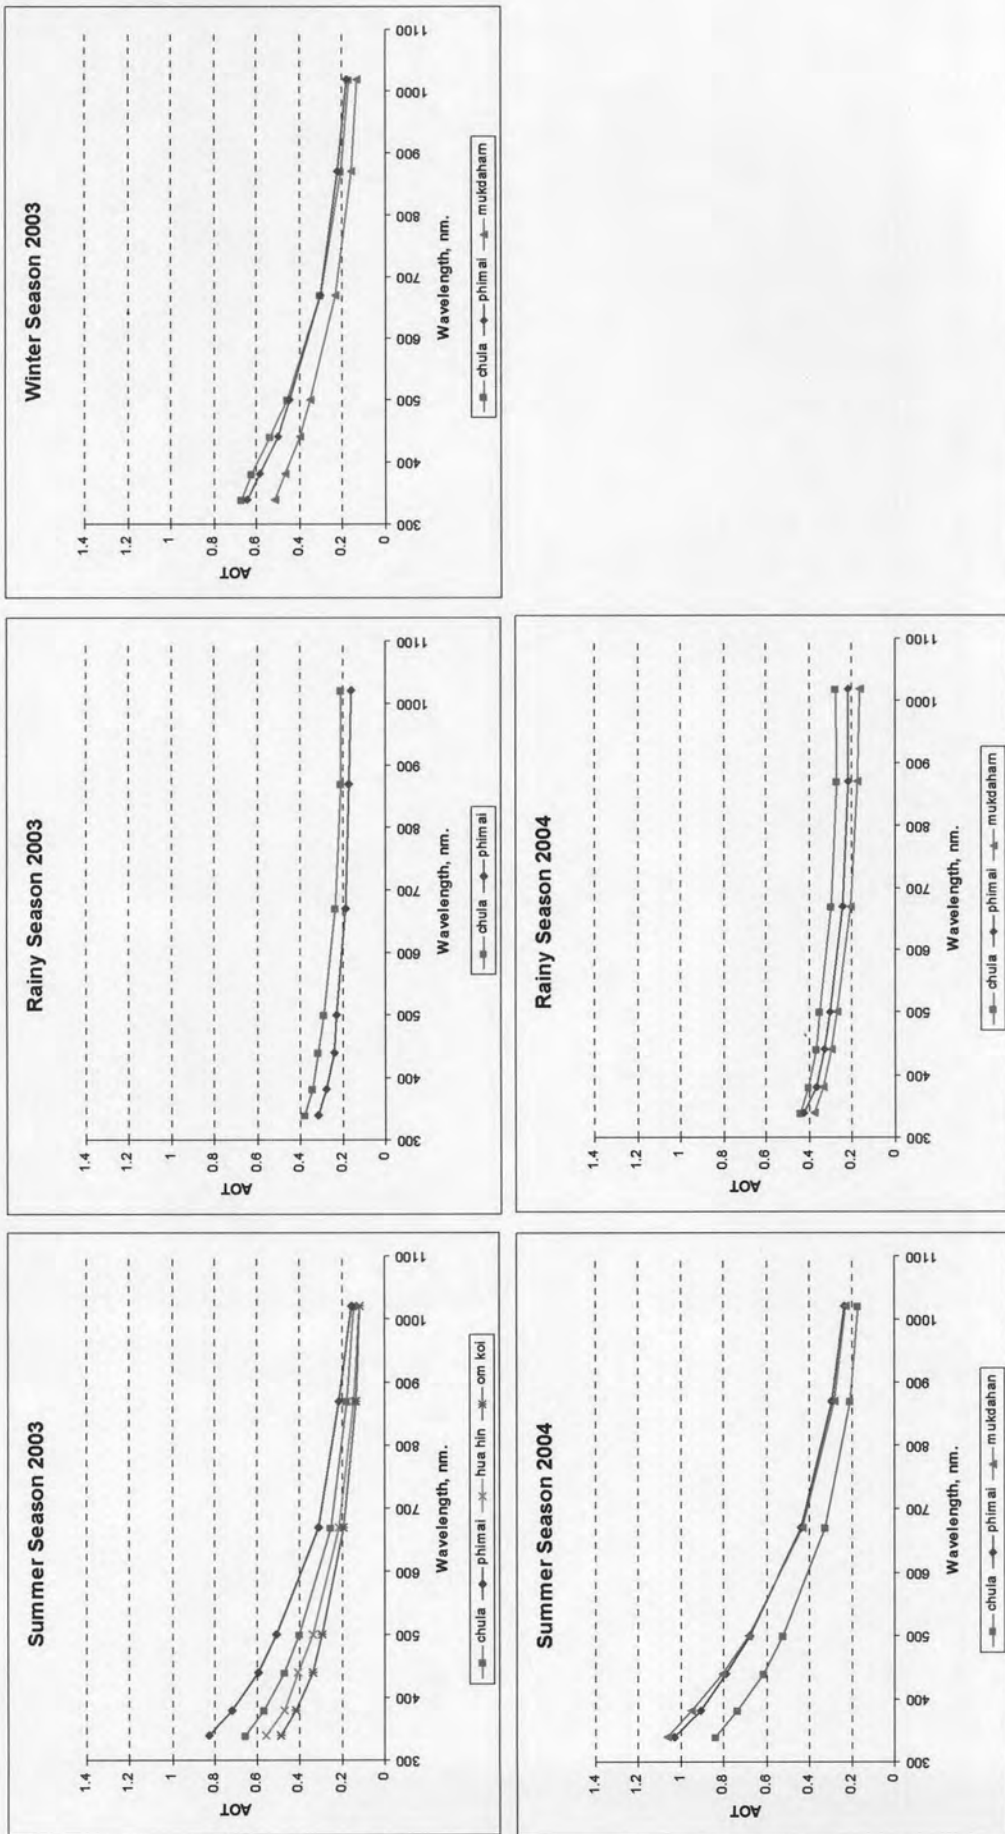 Summer Season 2003
1.4
1.2
1
0.8
0.6
0.4
0.2
0
AOT
300 400 500 600 700 800 900 1000 1100
Wavelength, nm.
chula phimai hua hin om koi
Rainy Season 2003
1.4
1.2
1
0.8
0.6
0.4
0.2
0
AOT
300 400 500 600 700 800 900 1000 1100
Wavelength, nm.
chula phimai
Winter Season 2003
1.4
1.2
1
0.8
0.6
0.4
0.2
0
AOT
300 400 500 600 700 800 900 1000 1100
Wavelength, nm.
chula phimai mukdaham
Summer Season 2004
1.4
1.2
1
0.8
0.6
0.4
0.2
0
AOT
300 400 500 600 700 800 900 1000 1100
Wavelength, nm.
chula phimai mukdahan
Rainy Season 2004
1.4
1.2
1
0.8
0.6
0.4
0.2
0
AOT
300 400 500 600 700 800 900 1000 1100
Wavelength, nm.
chula phimai mukdaham